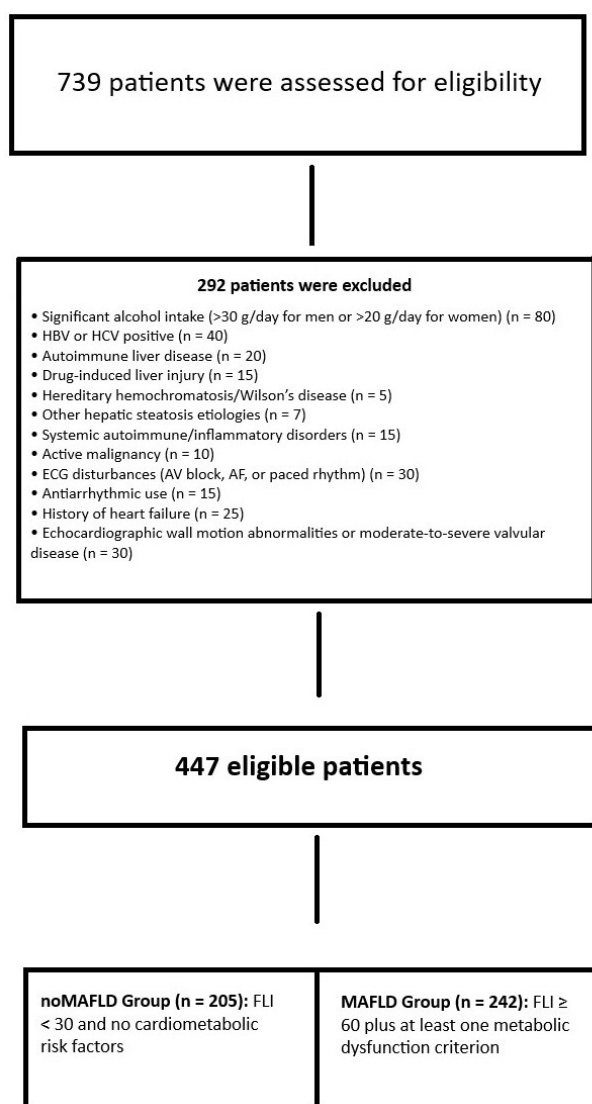 739 patients were assessed for eligibility
292 patients were excluded
• Significant alcohol intake (>30 g/day for men or >20 g/day for women) (n = 80)
• HBV or HCV positive (n = 40)
• Autoimmune liver disease (n = 20)
• Drug-induced liver injury (n = 15)
• Hereditary hemochromatosis/Wilson's disease (n = 5)
• Other hepatic steatosis etiologies (n = 7)
• Systemic autoimmune/inflammatory disorders (n = 15)
• Active malignancy (n = 10)
• ECG disturbances (AV block, AF, or paced rhythm) (n = 30)
• Antiarrhythmic use (n = 15)
• History of heart failure (n = 25)
• Echocardiographic wall motion abnormalities or moderate-to-severe valvular
disease (n = 30)
447 eligible patients
noMAFLD Group (n = 205): FLI
< 30 and no cardiometabolic
risk factors
MAFLD Group (n = 242): FLI ≥
60 plus at least one metabolic
dysfunction criterion